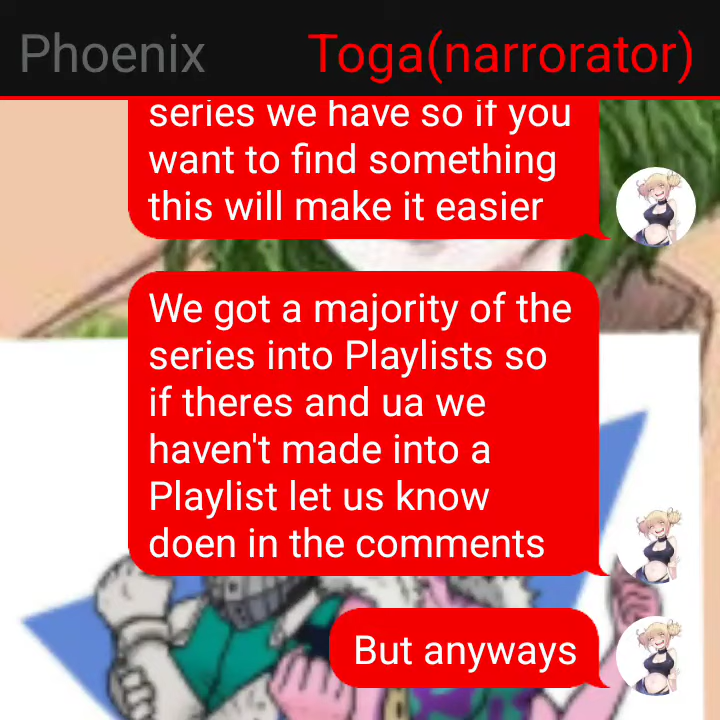 Phoenix Toga(narrorator)
series we have so if you
want to find something
this will make it easier
We got a majority of the
series into Playlists so
if theres and ua we
haven't made into a
Playlist let us know
doen in the comments
But anyways